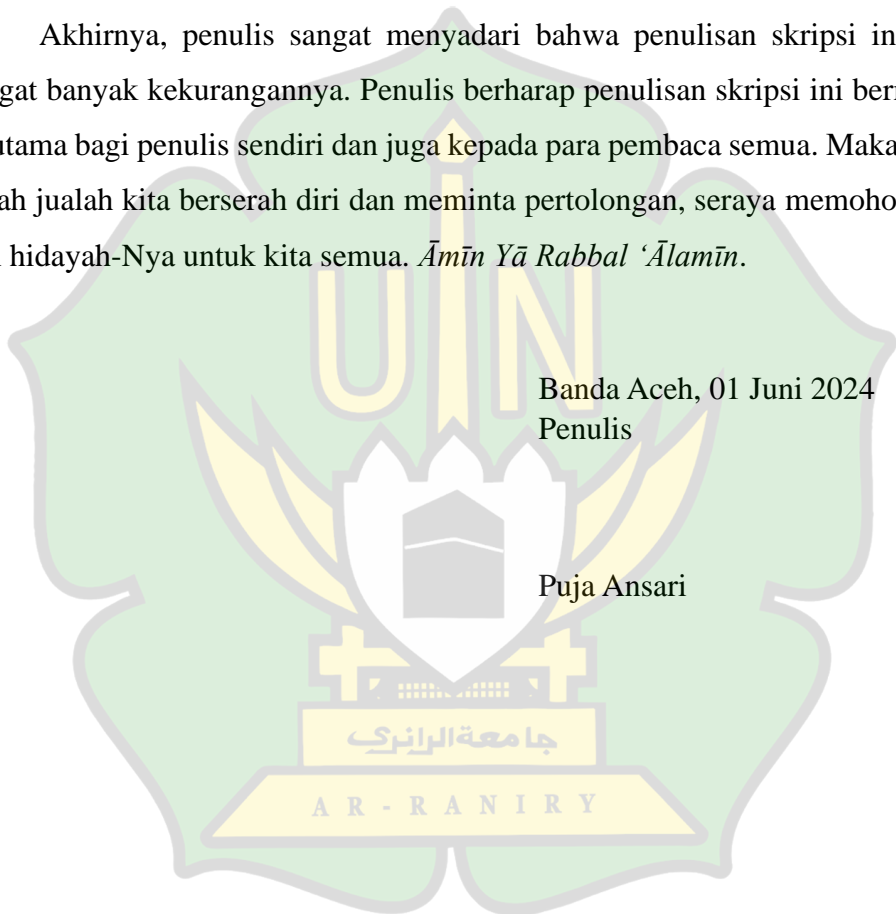 Akhirnya, penulis sangat menyadari bahwa penulisan skripsi in
gat banyak kekurangannya. Penulis berharap penulisan skripsi ini ber
utama bagi penulis sendiri dan juga kepada para pembaca semua. Maka
ah jualah kita berserah diri dan meminta pertolongan, seraya memoho
hidayah-Nya untuk kita semua. Āmīn Yā Rabbal ‘Ālamīn.
UIN
Banda Aceh, 01 Juni 2024
Penulis
Puja Ansari
جامعة الرانري
AR-RANIRY